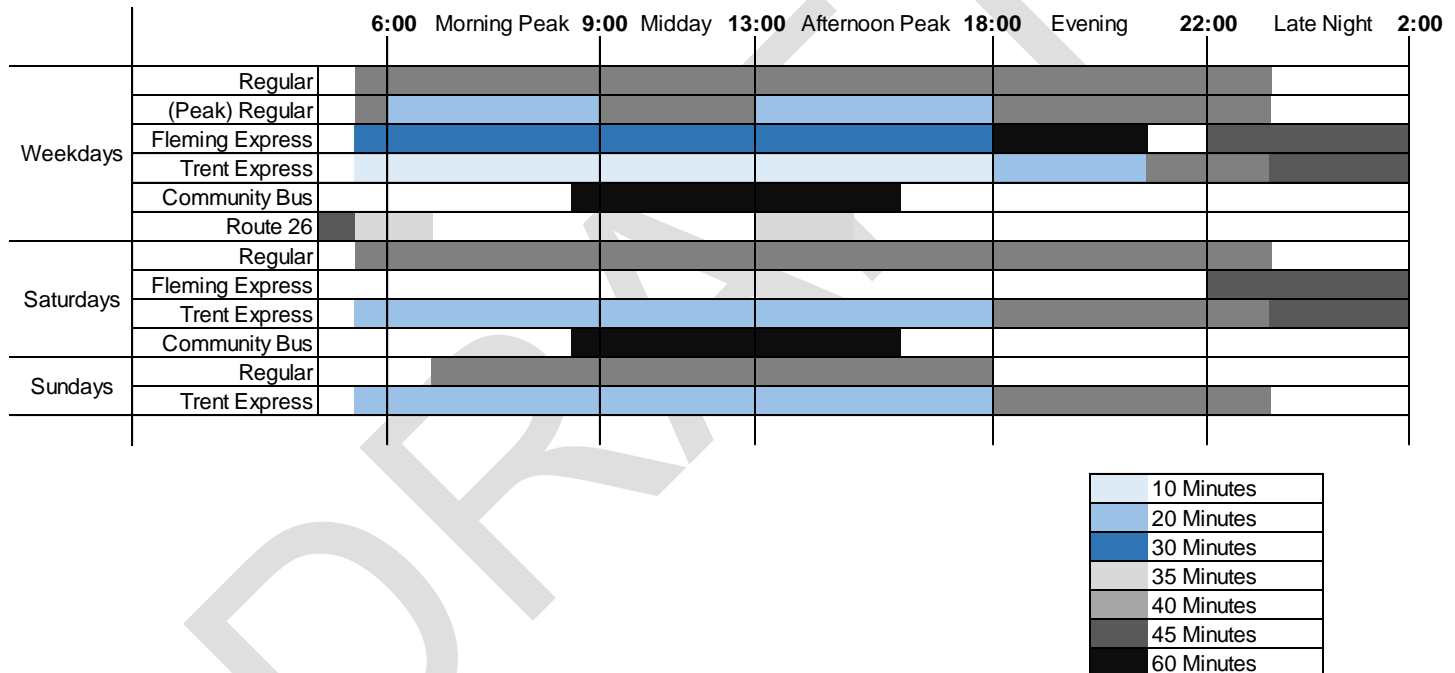 6:00 Morning Peak 9:00 Midday 13:00 Afternoon Peak 18:00 Evening 22:00 Late Night 2:00
Weekdays
Regular
(Peak) Regular
Fleming Express
Trent Express
Community Bus
Route 26
Saturdays
Regular
Fleming Express
Trent Express
Community Bus
Sundays
Regular
Trent Express
10 Minutes
20 Minutes
30 Minutes
35 Minutes
40 Minutes
45 Minutes
60 Minutes
DRAFT